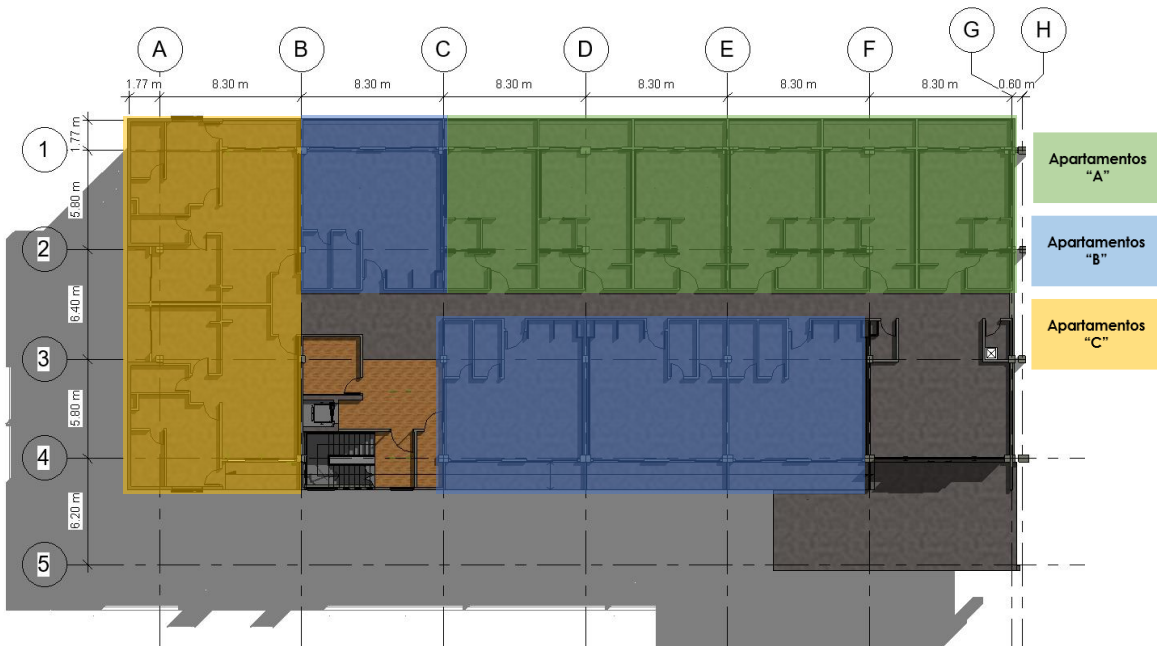 A
B
C
D
E
F
G
H
1.77 m
8.30 m
8.30 m
8.30 m
8.30 m
8.30 m
8.30 m
0.60 m
1
1.77 m
5.80 m
2
6.40 m
3
5.80 m
4
6.20 m
5
Apartamentos
“A”
Apartamentos
“B”
Apartamentos
“C”